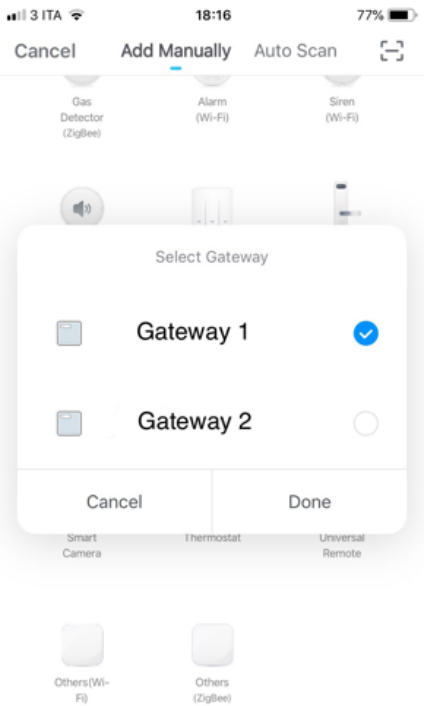 3 ITA 18:16 77%
Cancel Add Manually Auto Scan
Gas Alarm Siren
Detector (Wi-Fi) (Wi-Fi)
(ZigBee)
Select Gateway
Gateway 1
Gateway 2
Cancel Done
Smart Thermostat Universal
Camera Remote
Others(Wi- Others
Fi) (ZigBee)